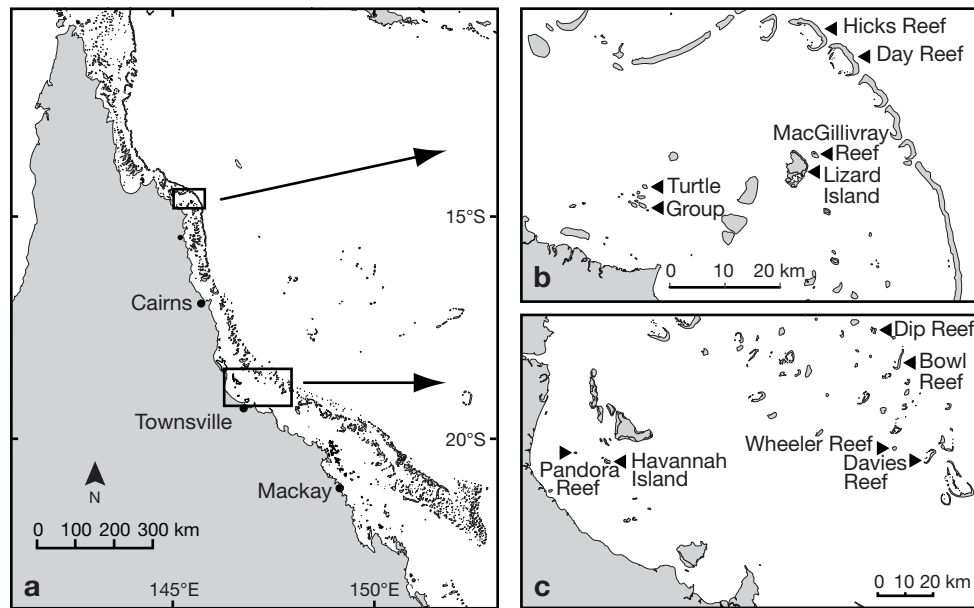 15°S
Cairns
Townsville
20°S
Mackay
N
0 100 200 300 km
a
145°E
150°E
Hicks Reef
Day Reef
MacGillivray
Reef
Lizard
Island
Turtle
Group
0 10 20 km
b
Dip Reef
Bowl
Reef
Wheeler Reef
Davies
Reef
Pandora
Reef
Havannah
Island
0 10 20 km
c